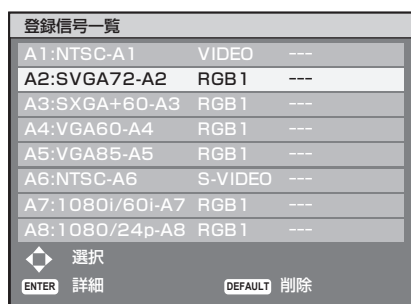 登録信号一覧
A1:NTSC-A1 VIDEO ---
A2:SVGA72-A2 RGB1 ---
A3:SXGA+60-A3 RGB1 ---
A4:VGA60-A4 RGB1 ---
A5:VGA85-A5 RGB1 ---
A6:NTSC-A6 S-VIDEO ---
A7:1080i/60i-A7 RGB1 ---
A8:1080/24p-A8 RGB1 ---
選択
ENTER 詳細 DEFAULT 削除